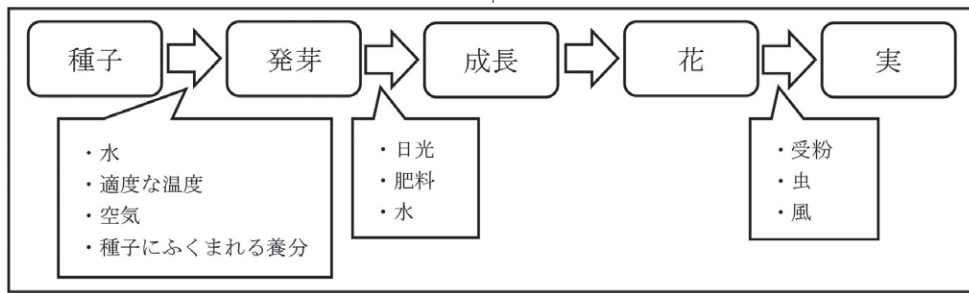 種子
発芽
成長
花
実
・水
・適度な温度
・空気
・種子にふくまれる養分
・日光
・肥料
・水
・受粉
・虫
・風